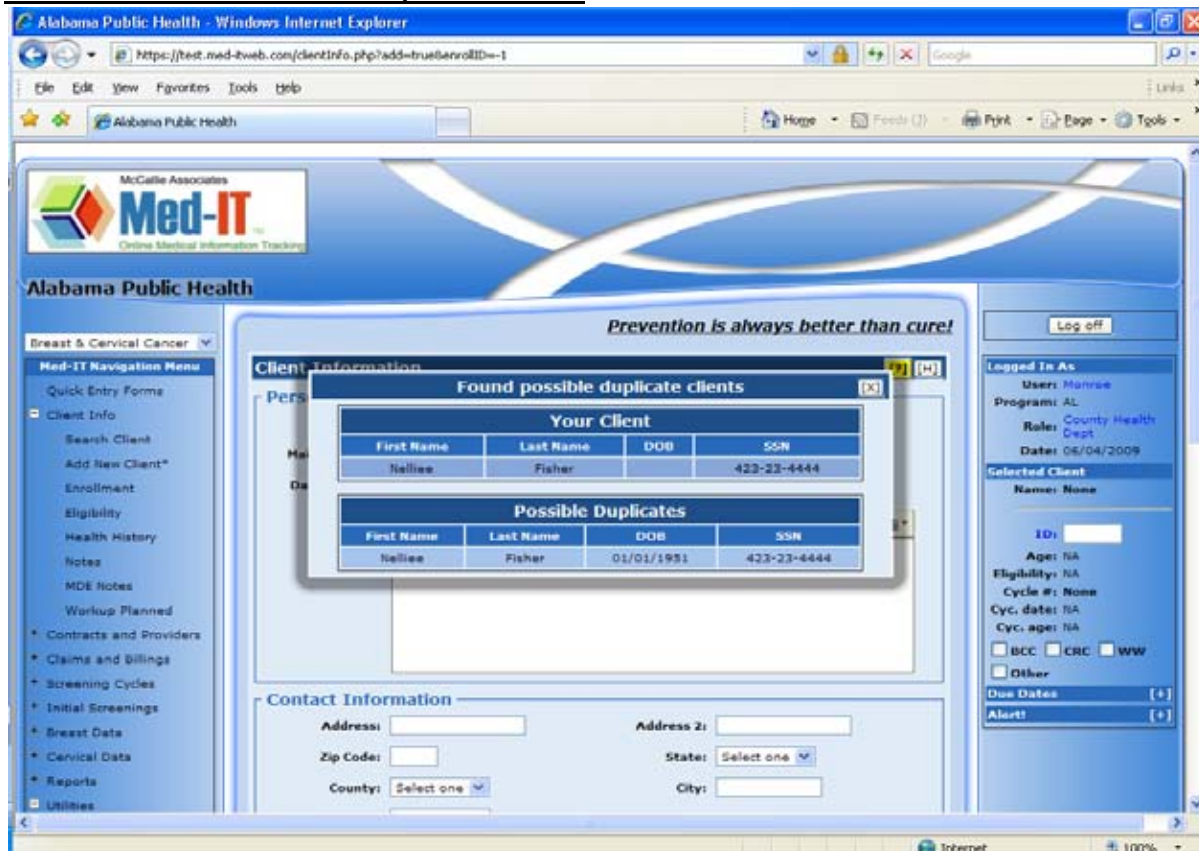 Alabama Public Health - Windows Internet Explorer
https://test.med-itweb.com/clientInfo.php?add=true&enrollID=-1
Google
File Edit View Favorites Tools Help
Links
Alabama Public Health
Home Feeds (J) Print Page Tools
McCallie Associates
Med-IT
Online Medical Information Tracking
Alabama Public Health
Prevention is always better than cure!
Log off
Breast & Cervical Cancer
Med-IT Navigation Menu
Quick Entry Forms
Client Info
Search Client
Add New Client*
Enrollment
Eligibility
Health History
Notes
MDE Notes
Workup Planned
Contracts and Providers
Claims and Billings
Screening Cycles
Initial Screenings
Breast Data
Cervical Data
Reports
Utilities
Client Information
[?] [H]
Pers
Mai
Da
Found possible duplicate clients [X]
Your Client
First Name Last Name DOB SSN
Nelliee Fisher 423-23-4444
Possible Duplicates
First Name Last Name DOB SSN
Nelliee Fisher 01/01/1951 423-23-4444
Contact Information
Address: Address 2:
Zip Code: State: Select one
County: Select one City:
Logged In As
User: Monroe
Program: AL
Role: County Health
Dept
Date: 06/04/2009
Selected Client
Name: None
ID:
Age: NA
Eligibility: NA
Cycle #: None
Cyc. date: NA
Cyc. age: NA
BCC CRC WW
Other
Due Dates [+]
Alert! [+]
Internet 100%